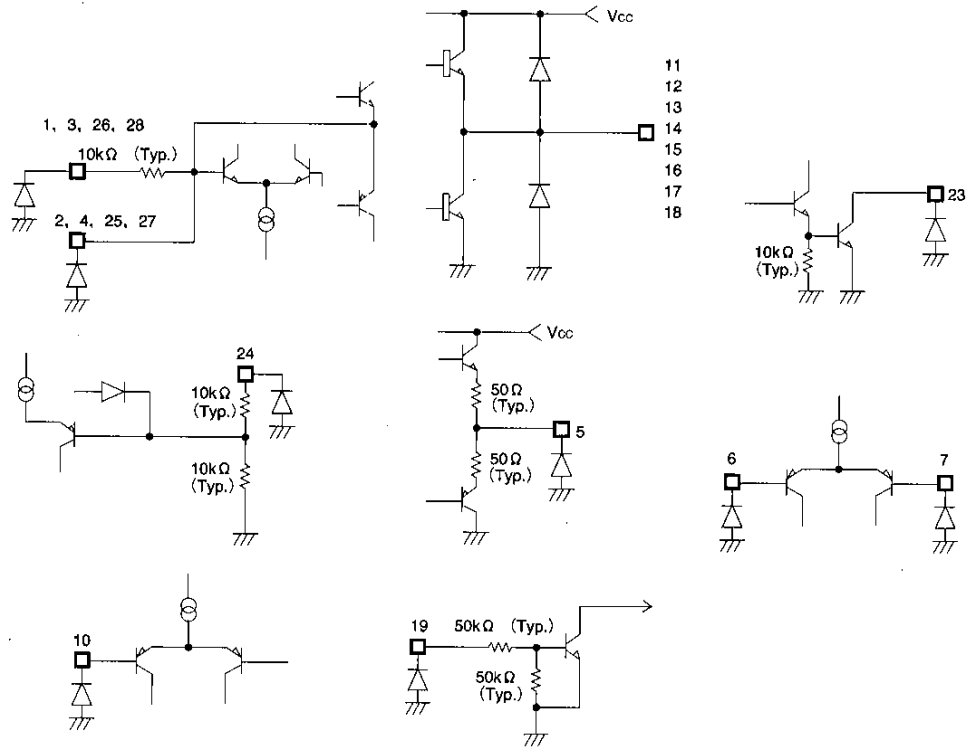 1, 3, 26, 28
10kΩ (Typ.)
2, 4, 25, 27
Vcc
11
12
13
14
15
16
17
18
23
10kΩ
(Typ.)
24
10kΩ
(Typ.)
10kΩ
(Typ.)
Vcc
50Ω
(Typ.)
5
50Ω
(Typ.)
6
7
10
19
50kΩ (Typ.)
50kΩ
(Typ.)